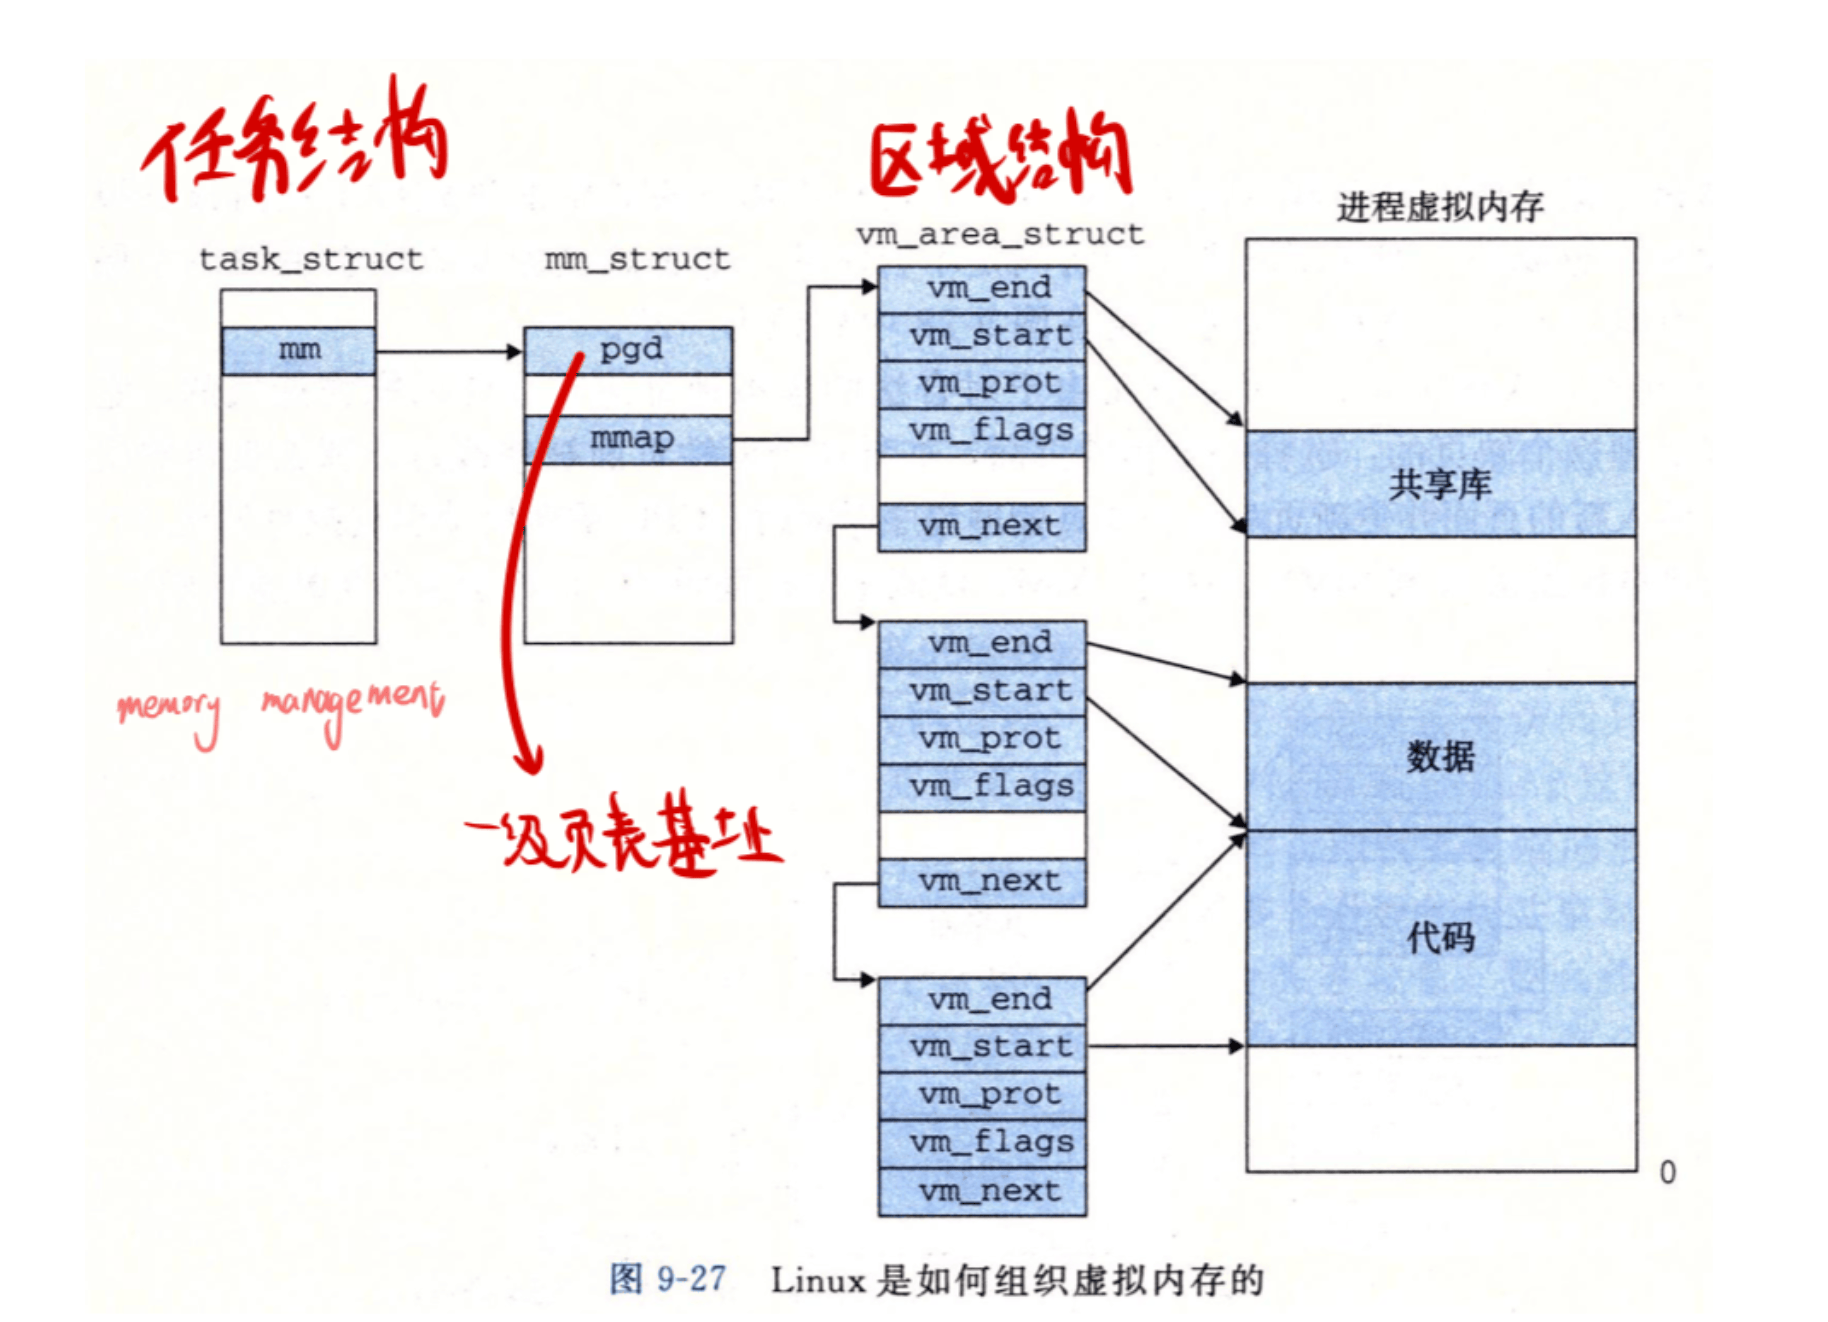 任务结构
区域结构
进程虚拟内存
task_struct
mm_struct
vm_area_struct
mm
pgd
mmap
vm_end
vm_start
vm_prot
vm_flags
vm_next
共享库
memory management
一级页表基址
vm_end
vm_start
vm_prot
vm_flags
vm_next
数据
代码
vm_end
vm_start
vm_prot
vm_flags
vm_next
0
图 9-27 Linux 是如何组织虚拟内存的